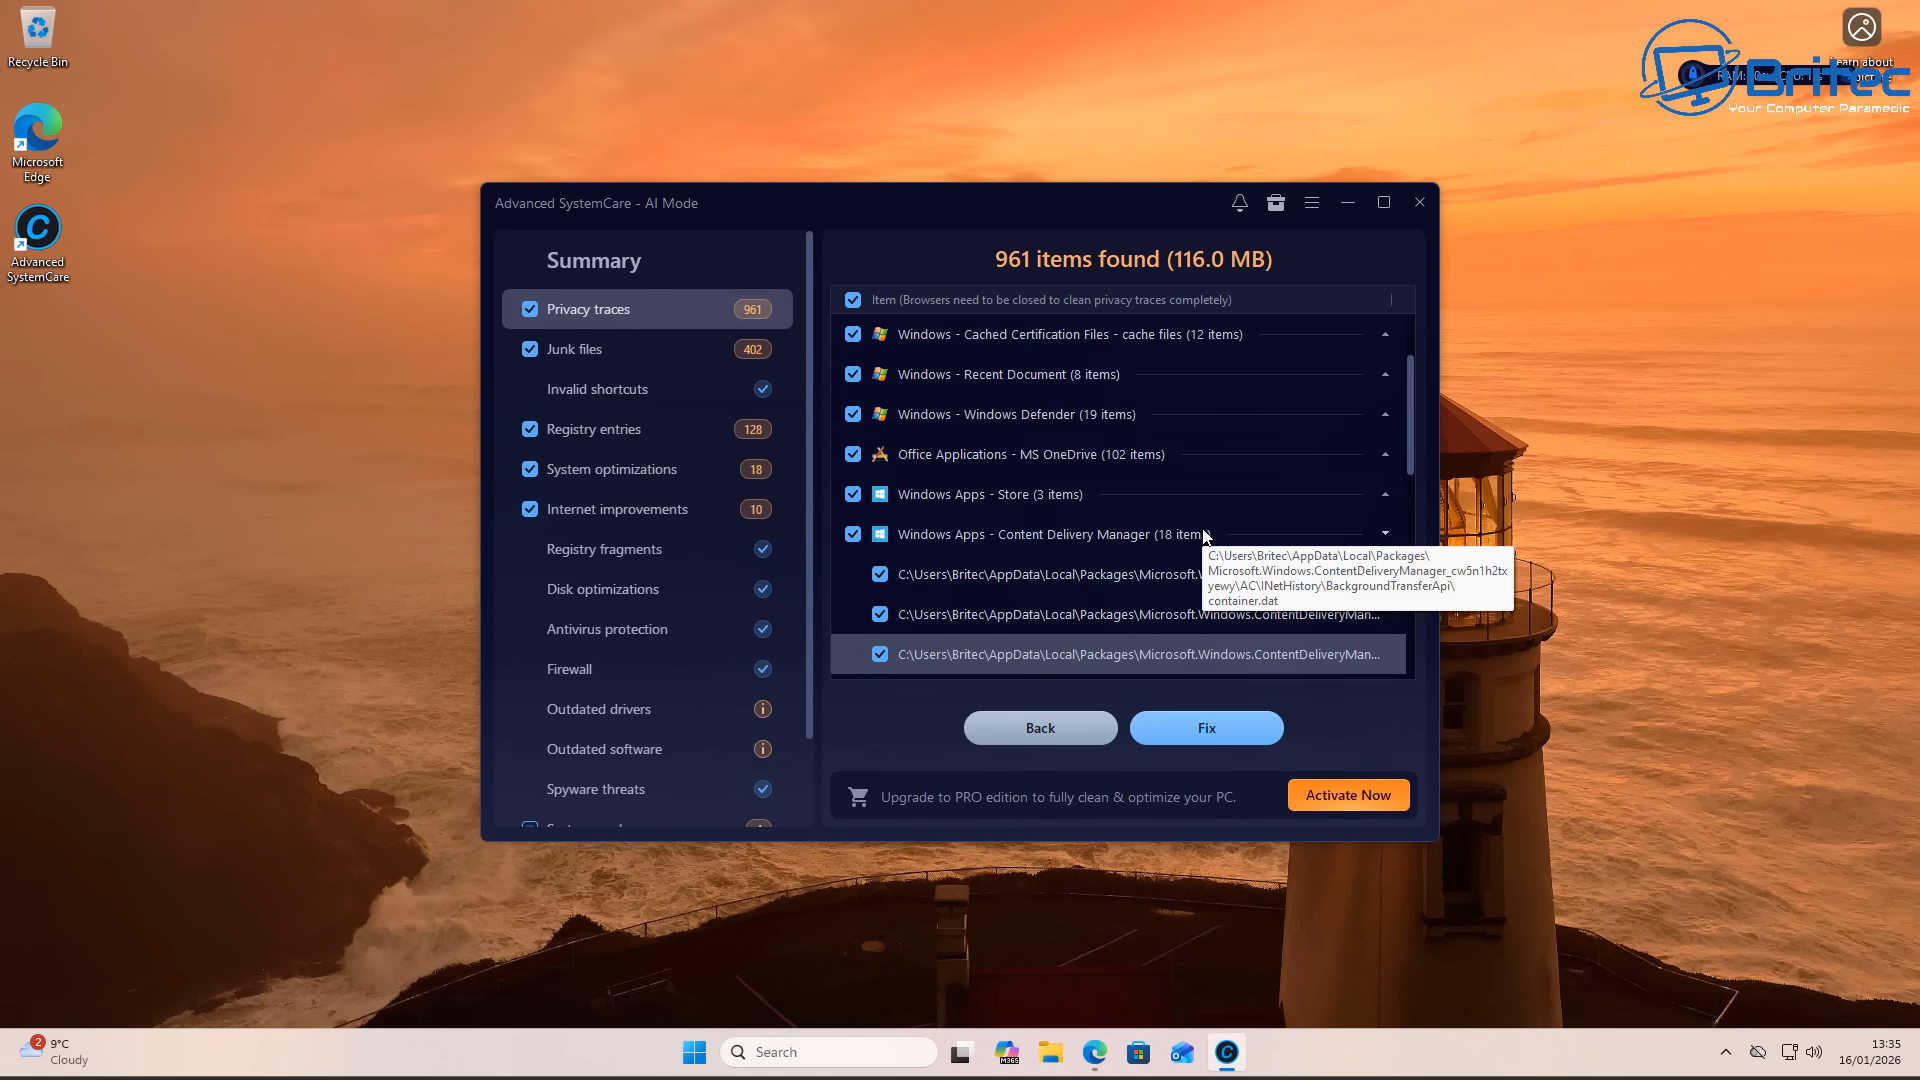 Recycle Bin
Microsoft
Edge
Advanced
SystemCare
Learn about
Britec
Your Computer Paramedic
Advanced SystemCare - AI Mode
Summary
Privacy traces 961
Junk files 402
Invalid shortcuts
Registry entries 128
System optimizations 18
Internet improvements 10
Registry fragments
Disk optimizations
Antivirus protection
Firewall
Outdated drivers
Outdated software
Spyware threats
961 items found (116.0 MB)
Item (Browsers need to be closed to clean privacy traces completely)
Windows - Cached Certification Files - cache files (12 items)
Windows - Recent Document (8 items)
Windows - Windows Defender (19 items)
Office Applications - MS OneDrive (102 items)
Windows Apps - Store (3 items)
Windows Apps - Content Delivery Manager (18 item
C:\Users\Britec\AppData\Local\Packages\Microsoft.
C:\Users\Britec\AppData\Local\Packages\
Microsoft.Windows.ContentDeliveryManager_cw5n1h2tx
yewy\AC\INetHistory\BackgroundTransferApi\
container.dat
C:\Users\Britec\AppData\Local\Packages\Microsoft.Windows.ContentDeliveryMan...
C:\Users\Britec\AppData\Local\Packages\Microsoft.Windows.ContentDeliveryMan...
Back
Fix
Upgrade to PRO edition to fully clean & optimize your PC.
Activate Now
2
9°C
Cloudy
Search
M365
13:35
16/01/2026